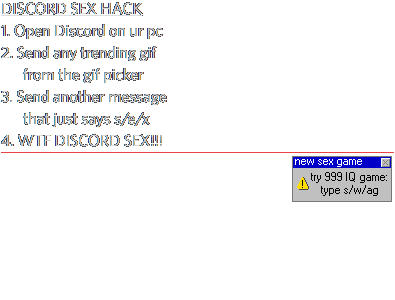 DISCORD SEX HACK
1. Open Discord on ur pc
2. Send any trending gif
from the gif picker
3. Send another message
that just says s/e/x
4. WTF DISCORD SEX!!!
new sex game
try 999 IQ game:
type s/w/ag